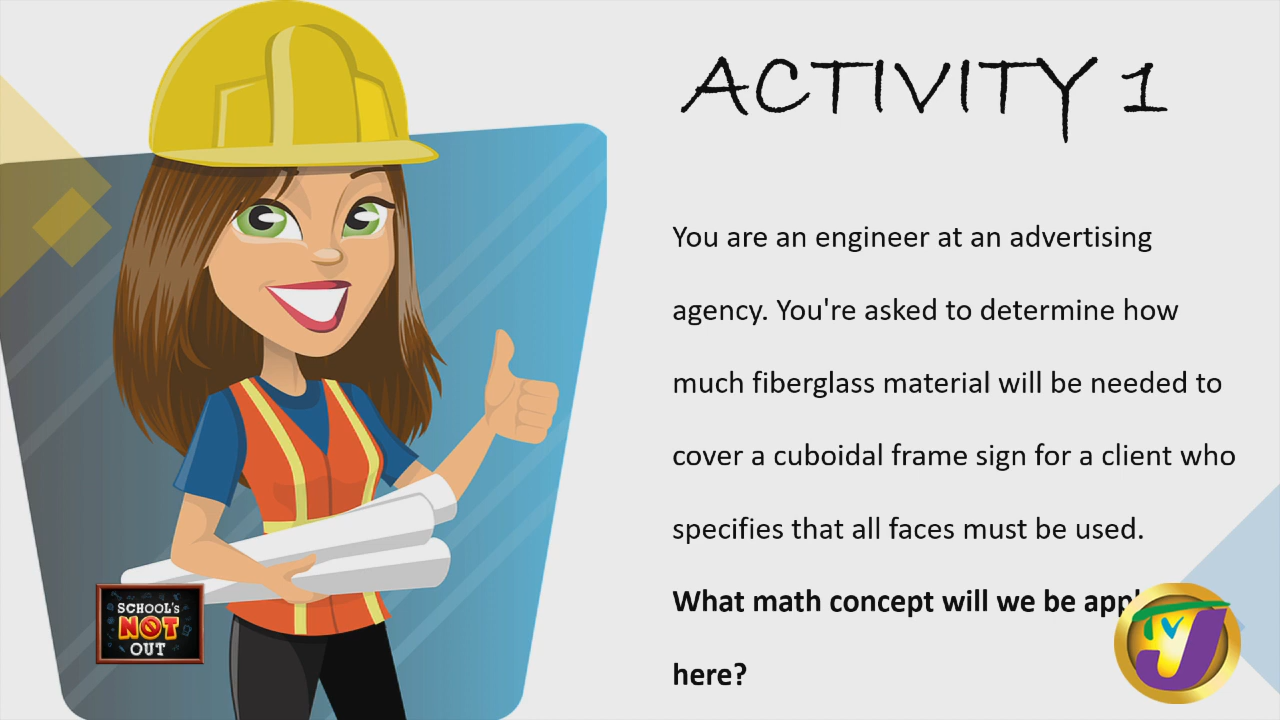 ACTIVITY 1
You are an engineer at an advertising
agency. You're asked to determine how
much fiberglass material will be needed to
cover a cuboidal frame sign for a client who
specifies that all faces must be used.
What math concept will we be
here?
SCHOOL's
NOT
OUT
TVJ